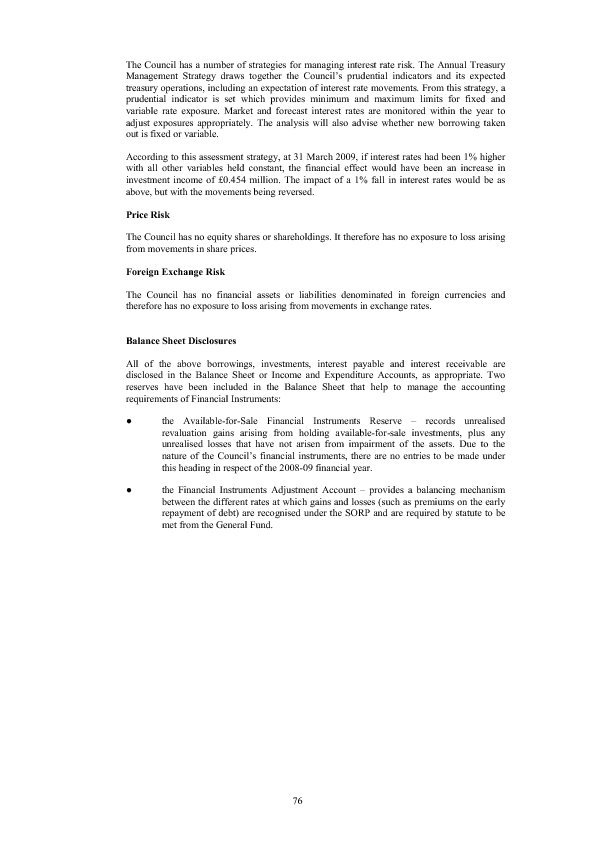 The Council has a number of strategies for managing interest rate risk. The Annual Treasury
Management Strategy draws together the Council's prudential indicators and its expected
treasury operations, including an expectation of interest rate movements. From this strategy, a
prudential indicator is set which provides minimum and maximum limits for fixed and
variable rate exposure. Market and forecast interest rates are monitored within the year to
adjust exposures appropriately. The analysis will also advise whether new borrowing taken
out is fixed or variable.
According to this assessment strategy, at 31 March 2009, if interest rates had been 1% higher
with all other variables held constant, the financial effect would have been an increase in
investment income of £0.454 million. The impact of a 1% fall in interest rates would be as
above, but with the movements being reversed.
Price Risk
The Council has no equity shares or shareholdings. It therefore has no exposure to loss arising
from movements in share prices.
Foreign Exchange Risk
The Council has no financial assets or liabilities denominated in foreign currencies and
therefore has no exposure to loss arising from movements in exchange rates.
Balance Sheet Disclosures
All of the above borrowings, investments, interest payable and interest receivable are
disclosed in the Balance Sheet or Income and Expenditure Accounts, as appropriate. Two
reserves have been included in the Balance Sheet that help to manage the accounting
requirements of Financial Instruments:
● the Available-for-Sale Financial Instruments Reserve – records unrealised
revaluation gains arising from holding available-for-sale investments, plus any
unrealised losses that have not arisen from impairment of the assets. Due to the
nature of the Council's financial instruments, there are no entries to be made under
this heading in respect of the 2008-09 financial year.
● the Financial Instruments Adjustment Account – provides a balancing mechanism
between the different rates at which gains and losses (such as premiums on the early
repayment of debt) are recognised under the SORP and are required by statute to be
met from the General Fund.
76